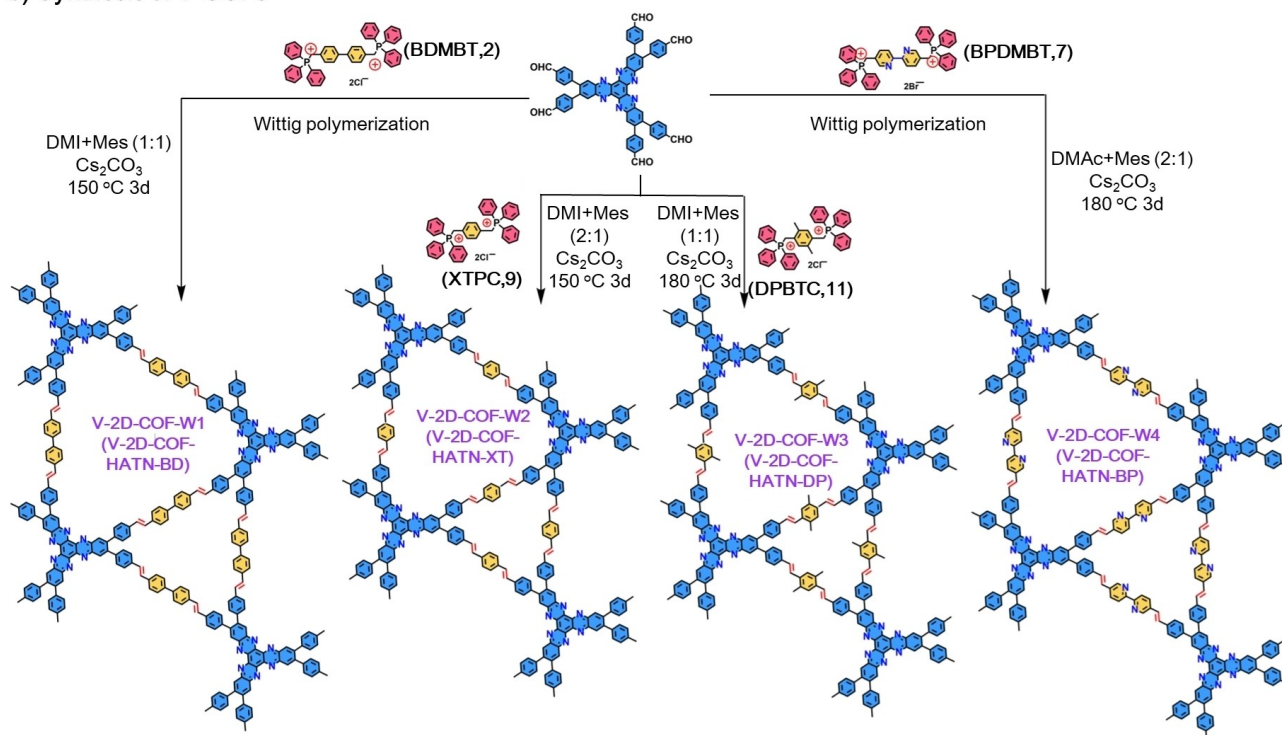 (BDMBT,2)
2Cl⁻
Wittig polymerization
DMI+Mes (1:1)
Cs₂CO₃
150 °C 3d
CHO
CHO
OHC
OHC
CHO
CHO
(BPDMBT,7)
2Br⁻
Wittig polymerization
DMAc+Mes (2:1)
Cs₂CO₃
180 °C 3d
2Cl⁻
(XTPC,9)
DMI+Mes
(2:1)
Cs₂CO₃
150 °C 3d
DMI+Mes
(1:1)
Cs₂CO₃
180 °C 3d
2Cl⁻
(DPBTC,11)
V-2D-COF-W1
(V-2D-COF-
HATN-BD)
V-2D-COF-W2
(V-2D-COF-
HATN-XT)
V-2D-COF-W3
(V-2D-COF-
HATN-DP)
V-2D-COF-W4
(V-2D-COF-
HATN-BP)